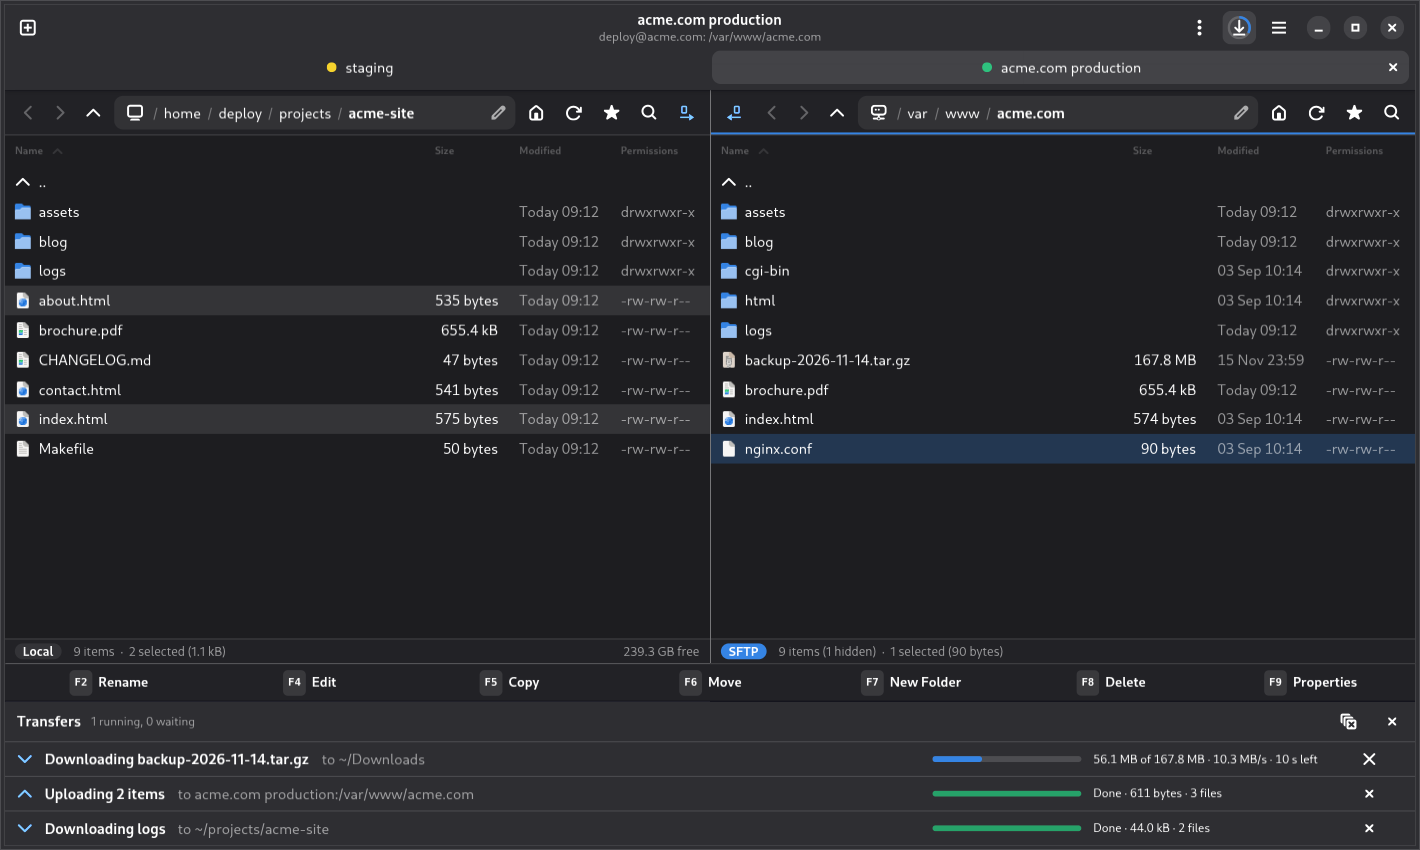 acme.com production
deploy@acme.com: /var/www/acme.com
staging
acme.com production
/ home / deploy / projects / acme-site
/ var / www / acme.com
Name Size Modified Permissions
..
assets Today 09:12 drwxrwxr-x
blog Today 09:12 drwxrwxr-x
logs Today 09:12 drwxrwxr-x
about.html 535 bytes Today 09:12 -rw-rw-r--
brochure.pdf 655.4 kB Today 09:12 -rw-rw-r--
CHANGELOG.md 47 bytes Today 09:12 -rw-rw-r--
contact.html 541 bytes Today 09:12 -rw-rw-r--
index.html 575 bytes Today 09:12 -rw-rw-r--
Makefile 50 bytes Today 09:12 -rw-rw-r--
Local 9 items · 2 selected (1.1 kB) 239.3 GB free
Name Size Modified Permissions
..
assets Today 09:12 drwxrwxr-x
blog Today 09:12 drwxrwxr-x
cgi-bin 03 Sep 10:14 drwxrwxr-x
html 03 Sep 10:14 drwxrwxr-x
logs Today 09:12 drwxrwxr-x
backup-2026-11-14.tar.gz 167.8 MB 15 Nov 23:59 -rw-rw-r--
brochure.pdf 655.4 kB Today 09:12 -rw-rw-r--
index.html 574 bytes 03 Sep 10:14 -rw-rw-r--
nginx.conf 90 bytes 03 Sep 10:14 -rw-rw-r--
SFTP 9 items (1 hidden) · 1 selected (90 bytes)
F2 Rename F4 Edit F5 Copy F6 Move F7 New Folder F8 Delete F9 Properties
Transfers 1 running, 0 waiting
Downloading backup-2026-11-14.tar.gz to ~/Downloads 56.1 MB of 167.8 MB · 10.3 MB/s · 10 s left
Uploading 2 items to acme.com production:/var/www/acme.com Done · 611 bytes · 3 files
Downloading logs to ~/projects/acme-site Done · 44.0 kB · 2 files